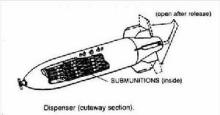 (open after release)
SUBMUNITIONS (inside)
Dispenser (cutaway section).